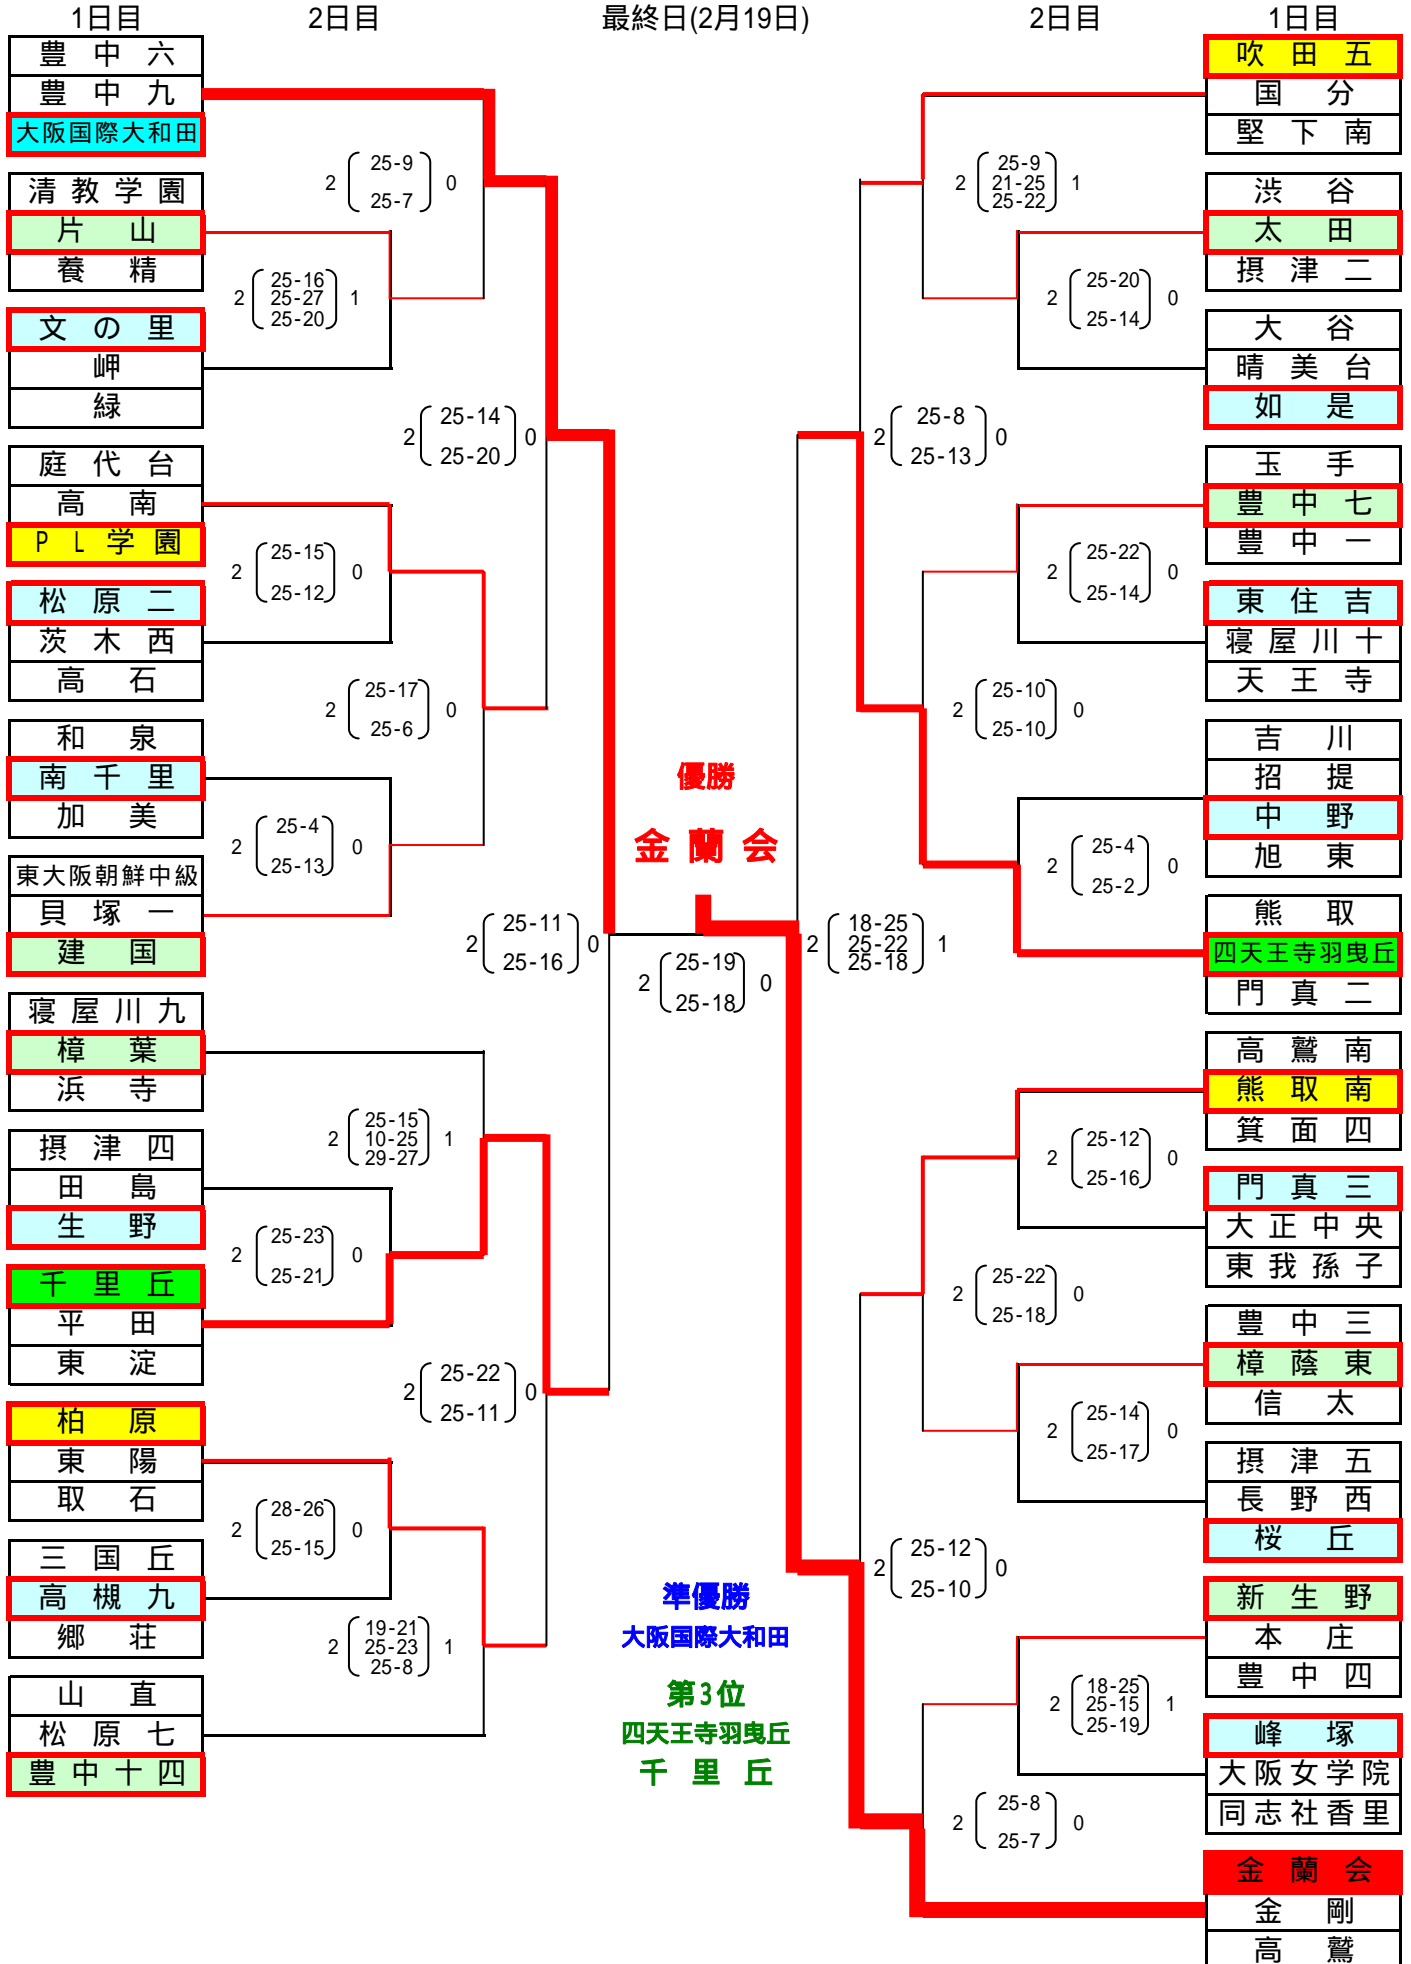 1日目
2日目
最終日(2月19日)
2日目
1日目
豊中六
豊中九
大阪国際大和田
清教学園
片山
養精
文の里
岬
緑
庭代台
高南
PL学園
松原二
茨木西
高石
和泉
南千里
加美
東大阪朝鮮中級
貝塚一
建国
寝屋川九
樟葉
浜寺
摂津四
田島
生野
千里丘
平田
東淀
柏原
東陽
取石
三国丘
高槻九
郷荘
山直
松原七
豊中十四
2 25-9 0
25-7
25-16
2 25-27 1
25-20
2 25-14 0
25-20
2 25-15 0
25-12
2 25-17 0
25-6
2 25-4 0
25-13
2 25-11 0
25-16
25-15
2 10-25 1
29-27
2 25-23 0
25-21
2 25-22 0
25-11
2 28-26 0
25-15
19-21
2 25-23 1
25-8
優勝
金蘭会
2 25-19 0
25-18
準優勝
大阪国際大和田
第3位
四天王寺羽曳丘
千里丘
25-9
2 21-25 1
25-22
2 25-20 0
25-14
2 25-8 0
25-13
2 25-22 0
25-14
2 25-10 0
25-10
2 25-4 0
25-2
18-25
2 25-22 1
25-18
2 25-12 0
25-16
2 25-22 0
25-18
2 25-14 0
25-17
2 25-12 0
25-10
18-25
2 25-15 1
25-19
2 25-8 0
25-7
吹田五
国分
堅下南
渋谷
太田
摂津二
大谷
晴美台
如是
玉手
豊中七
豊中一
東住吉
寝屋川十
天王寺
吉川
招提
中野
旭東
熊取
四天王寺羽曳丘
門真二
高鷲南
熊取南
箕面四
門真三
大正中央
東我孫子
豊中三
樟蔭東
信太
摂津五
長野西
桜丘
新生野
本庄
豊中四
峰塚
大阪女学院
同志社香里
金蘭会
金剛
高鷲